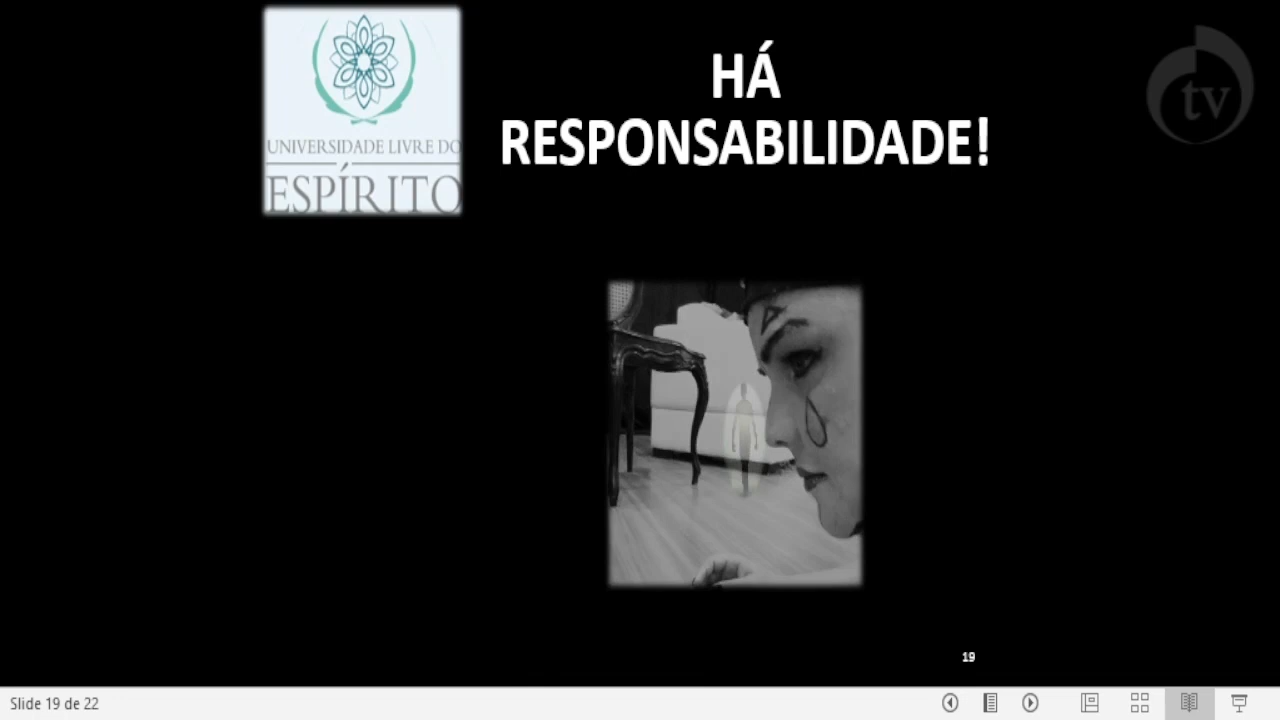 UNIVERSIDADE LIVRE DO
ESPÍRITO
HÁ
RESPONSABILIDADE!
tv
19
Slide 19 de 22